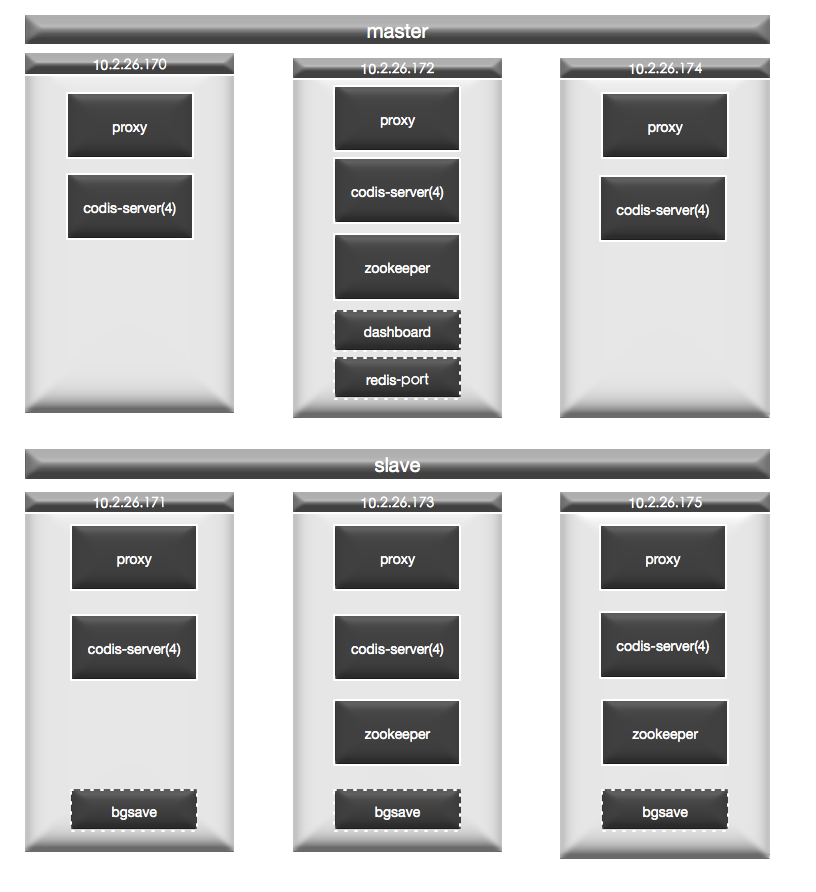 master
10.2.26.170
proxy
codis-server(4)
10.2.26.172
proxy
codis-server(4)
zookeeper
dashboard
redis-port
10.2.26.174
proxy
codis-server(4)
slave
10.2.26.171
proxy
codis-server(4)
bgsave
10.2.26.173
proxy
codis-server(4)
zookeeper
bgsave
10.2.26.175
proxy
codis-server(4)
zookeeper
bgsave